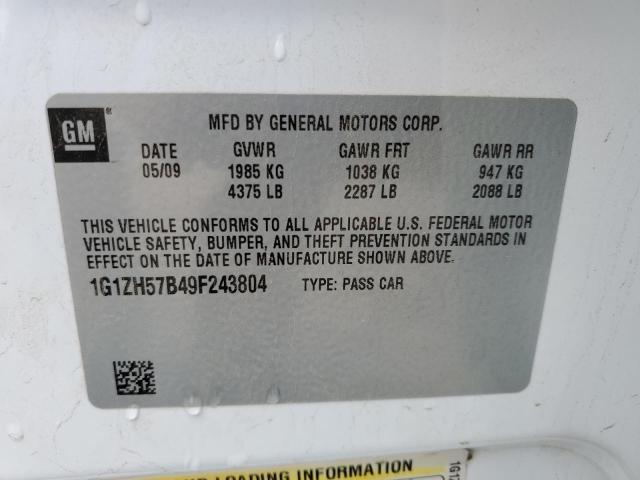 GM
MFD BY GENERAL MOTORS CORP.
DATE GVWR GAWR FRT GAWR RR
05/09 1985 KG 1038 KG 947 KG
4375 LB 2287 LB 2088 LB
THIS VEHICLE CONFORMS TO ALL APPLICABLE U.S. FEDERAL MOTOR
VEHICLE SAFETY, BUMPER, AND THEFT PREVENTION STANDARDS IN
EFFECT ON THE DATE OF MANUFACTURE SHOWN ABOVE.
1G1ZH57B49F243804 TYPE: PASS CAR
LOADING INFORMATION